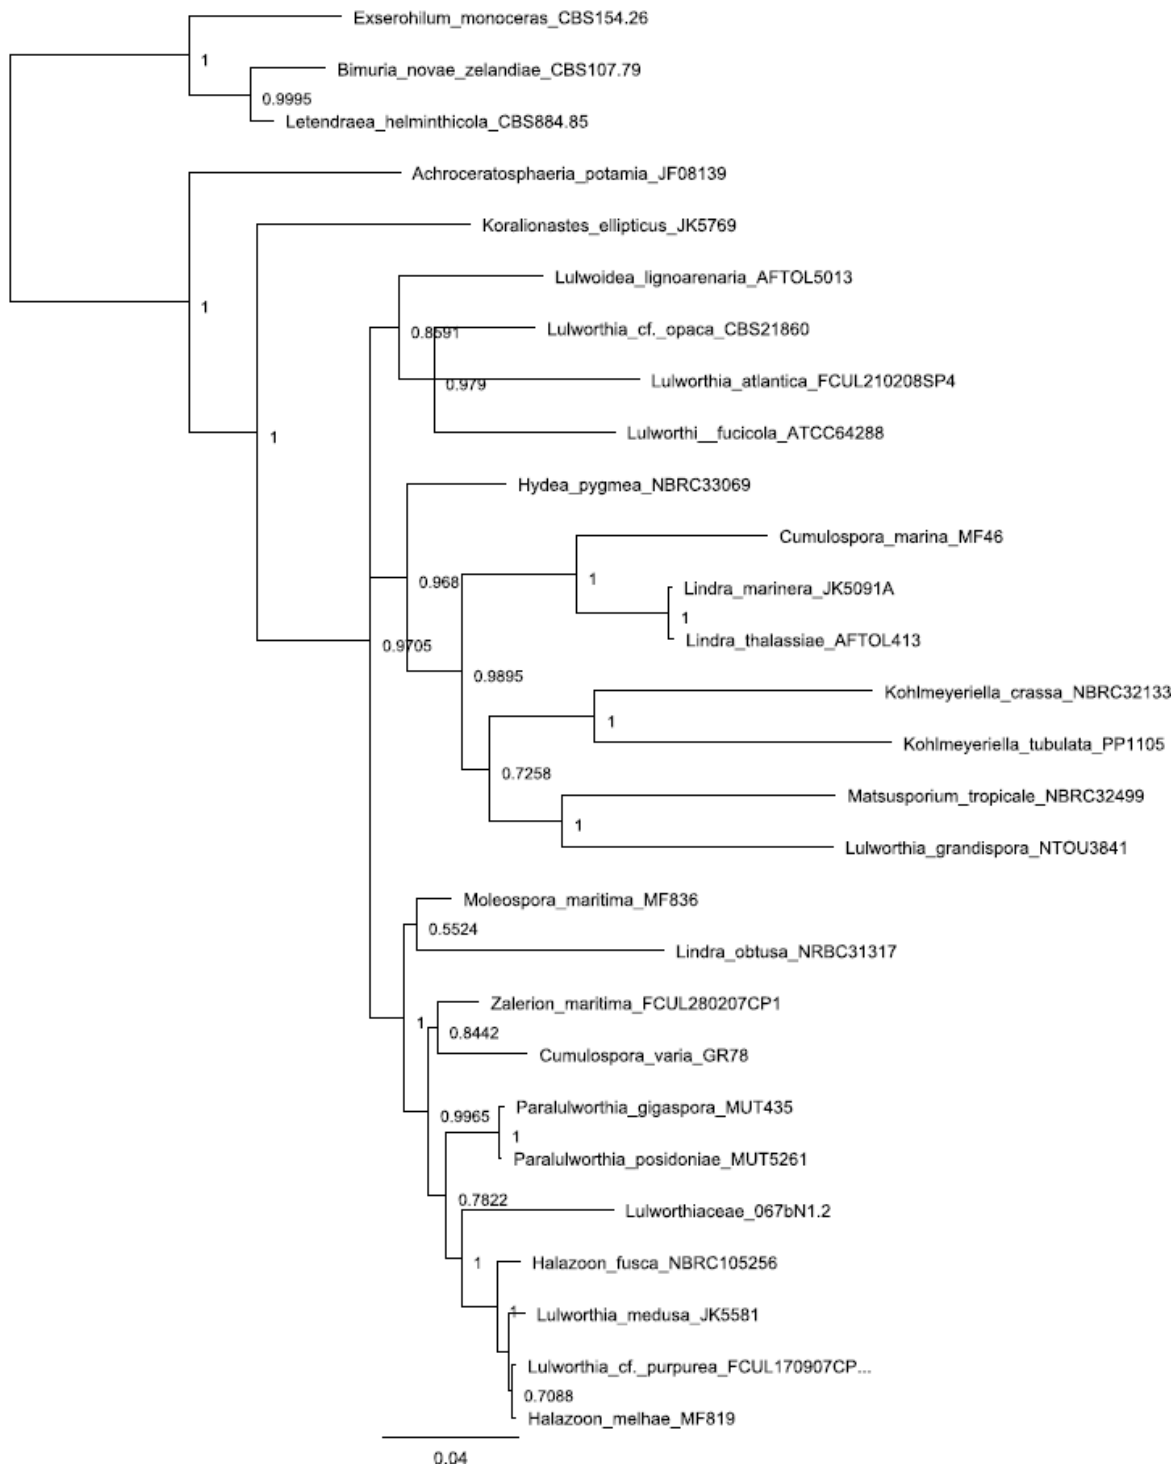 Exserohilum_monoceras_CBS154.26
1
Bimuria_novae_zelandiae_CBS107.79
0.9995
Letendraea_helminthicola_CBS884.85
Achroceratosphaeria_potamia_JF08139
Koralionastes_ellipticus_JK5769
Lulwoidea_lignoarenaria_AFTOL5013
1
0.8591
Lulworthia_cf._opaca_CBS21860
Lulworthia_atlantica_FCUL210208SP4
0.979
Lulworthi__fucicola_ATCC64288
1
Hydea_pygmea_NBRC33069
Cumulospora_marina_MF46
0.968
1
Lindra_marinera_JK5091A
1
Lindra_thalassiae_AFTOL413
0.9705
0.9895
Kohlmeyeriella_crassa_NBRC32133
1
Kohlmeyeriella_tubulata_PP1105
0.7258
Matsusporium_tropicale_NBRC32499
1
Lulworthia_grandispora_NTOU3841
Moleospora_maritima_MF836
0.5524
Lindra_obtusa_NRBC31317
Zalerion_maritima_FCUL280207CP1
1
0.8442
Cumulospora_varia_GR78
Paralulworthia_gigaspora_MUT435
0.9965
1
Paralulworthia_posidoniae_MUT5261
0.7822
Lulworthiaceae_067bN1.2
1
Halazoon_fusca_NBRC105256
1
Lulworthia_medusa_JK5581
Lulworthia_cf._purpurea_FCUL170907CP...
0.7088
Halazoon_melhae_MF819
0.04